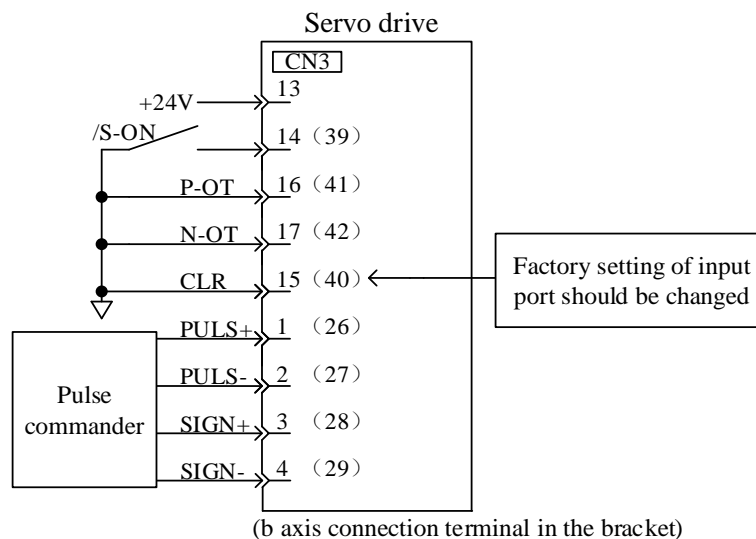 Servo drive
CN3
+24V
13
/S-ON
14（39）
P-OT
16（41）
N-OT
17（42）
CLR
15（40）
Factory setting of input
port should be changed
PULS+
1 （26）
PULS-
2 （27）
Pulse
commander
SIGN+
3 （28）
SIGN-
4 （29）
(b axis connection terminal in the bracket)